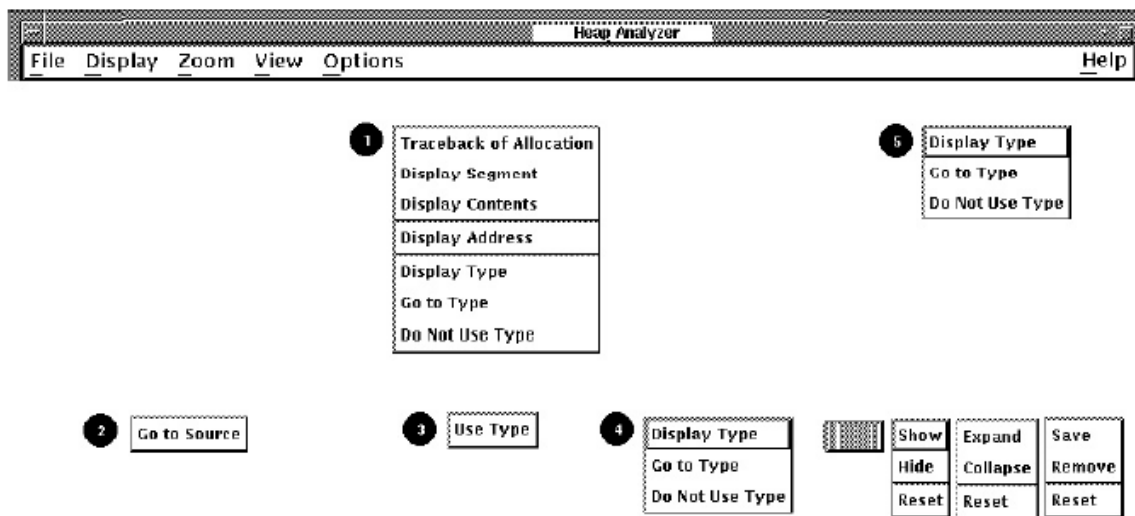 Heap Analyzer
File Display Zoom View Options Help
1
Traceback of Allocation
Display Segment
Display Contents
Display Address
Display Type
Go to Type
Do Not Use Type
5
Display Type
Go to Type
Do Not Use Type
2
Go to Source
3
Use Type
4
Display Type
Go to Type
Do Not Use Type
Show
Hide
Reset
Expand
Collapse
Reset
Save
Remove
Reset